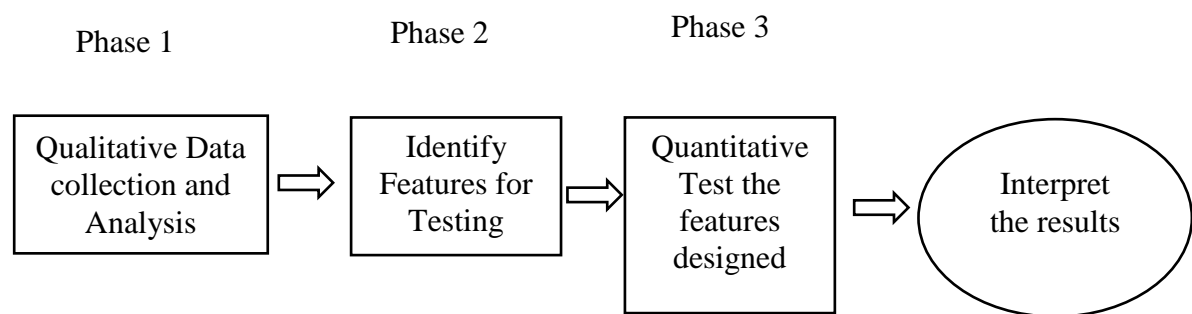 Phase 1
Phase 2
Phase 3
Qualitative Data
collection and
Analysis
Identify
Features for
Testing
Quantitative
Test the
features
designed
Interpret
the results